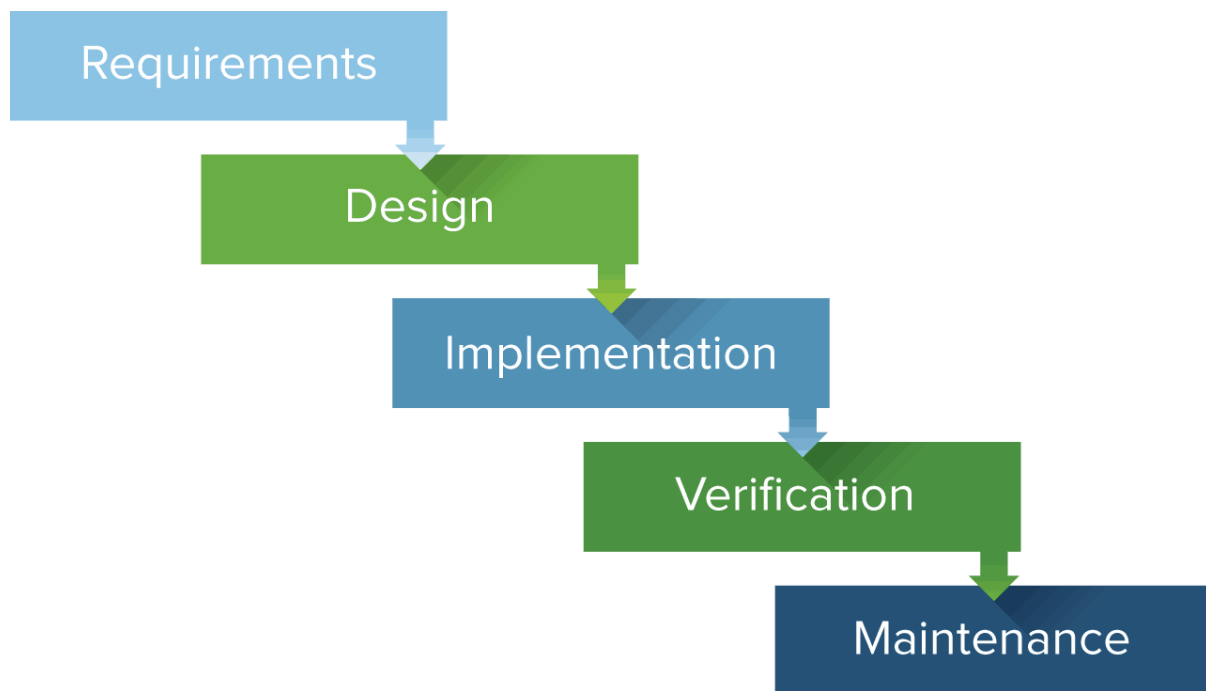 Requirements
Design
Implementation
Verification
Maintenance